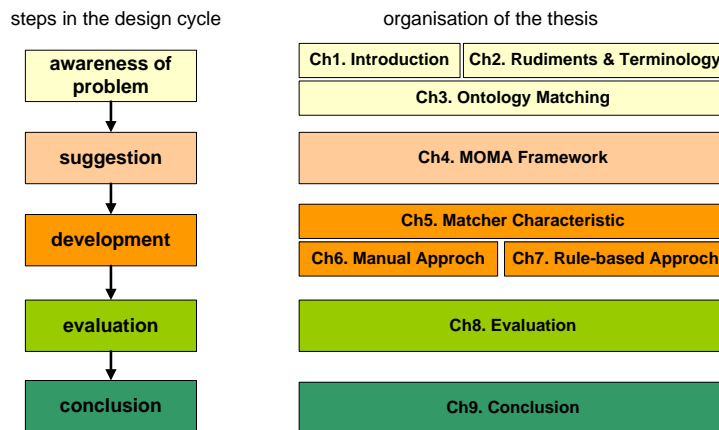 steps in the design cycle
organisation of the thesis
awareness of
problem
Ch1. Introduction
Ch2. Rudiments & Terminology
Ch3. Ontology Matching
suggestion
Ch4. MOMA Framework
development
Ch5. Matcher Characteristic
Ch6. Manual Approch
Ch7. Rule-based Approch
evaluation
Ch8. Evaluation
conclusion
Ch9. Conclusion